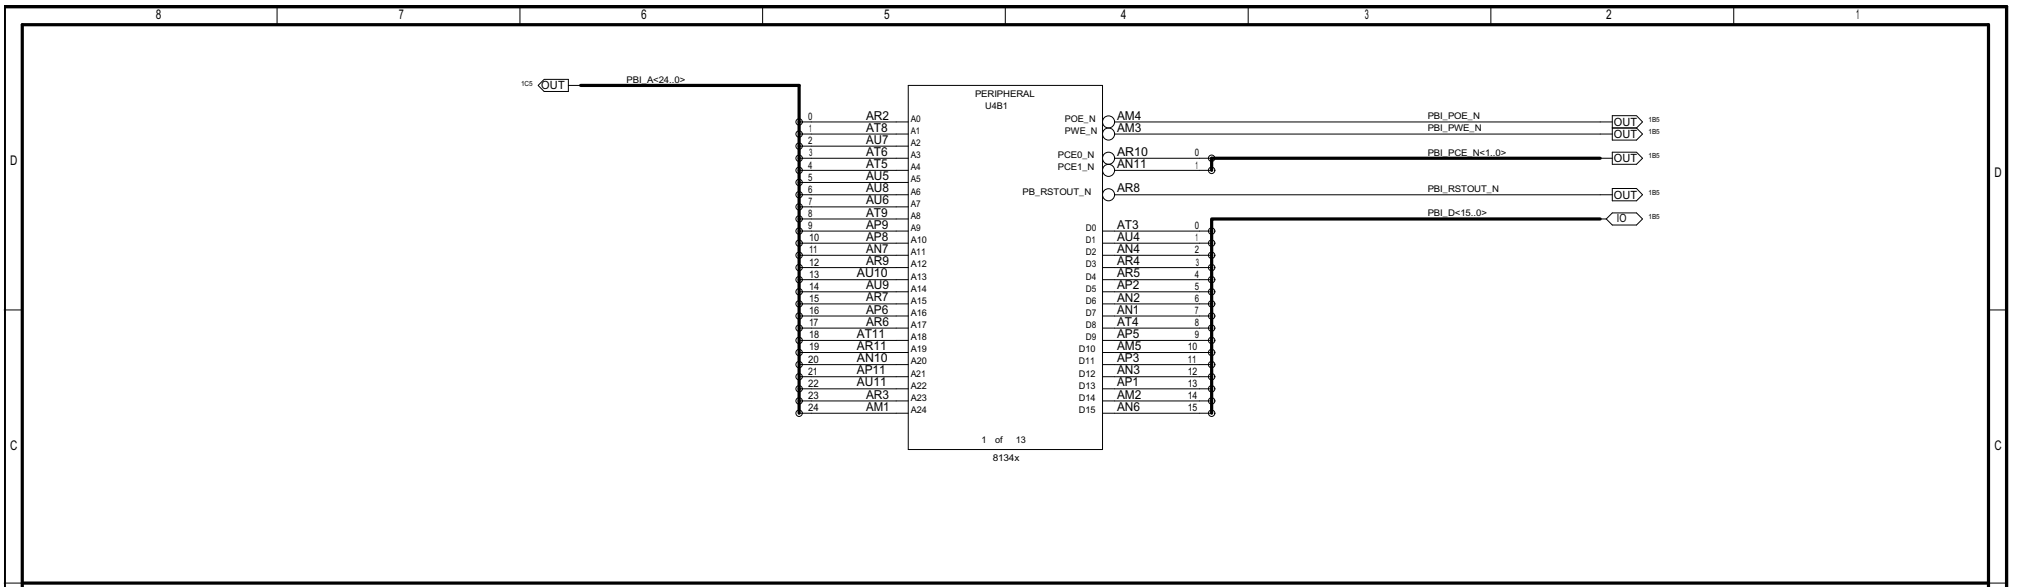 8 7 6 5 4 3 2 1
1C5 OUT PBI_A<24..0>
PERIPHERAL
U4B1
0 AR2 A0 POE_N AM4 PBI_POE_N OUT 1B5
1 AT8 A1 PWE_N AM3 PBI_PWE_N OUT 1B5
2 AU7 A2
3 AT6 A3 PCE0_N AR10 0 PBI_PCE_N<1..0> OUT 1B5
4 AT5 A4 PCE1_N AN11 1
D D
5 AU5 A5
6 AU8 A6 PB_RSTOUT_N AR8 PBI_RSTOUT_N OUT 1B5
7 AU6 A7
8 AT9 A8 PBI_D<15..0> IO 1B5
9 AP9 A9 D0 AT3 0
10 AP8 A10 D1 AU4 1
11 AN7 A11 D2 AN4 2
12 AR9 A12 D3 AR4 3
13 AU10 A13 D4 AR5 4
14 AU9 A14 D5 AP2 5
15 AR7 A15 D6 AN2 6
16 AP6 A16 D7 AN1 7
17 AR6 A17 D8 AT4 8
18 AT11 A18 D9 AP5 9
19 AR11 A19 D10 AM5 10
20 AN10 A20 D11 AP3 11
21 AP11 A21 D12 AN3 12
22 AU11 A22 D13 AP1 13
23 AR3 A23 D14 AM2 14
24 AM1 A24 D15 AN6 15
1 of 13
C C
8134x